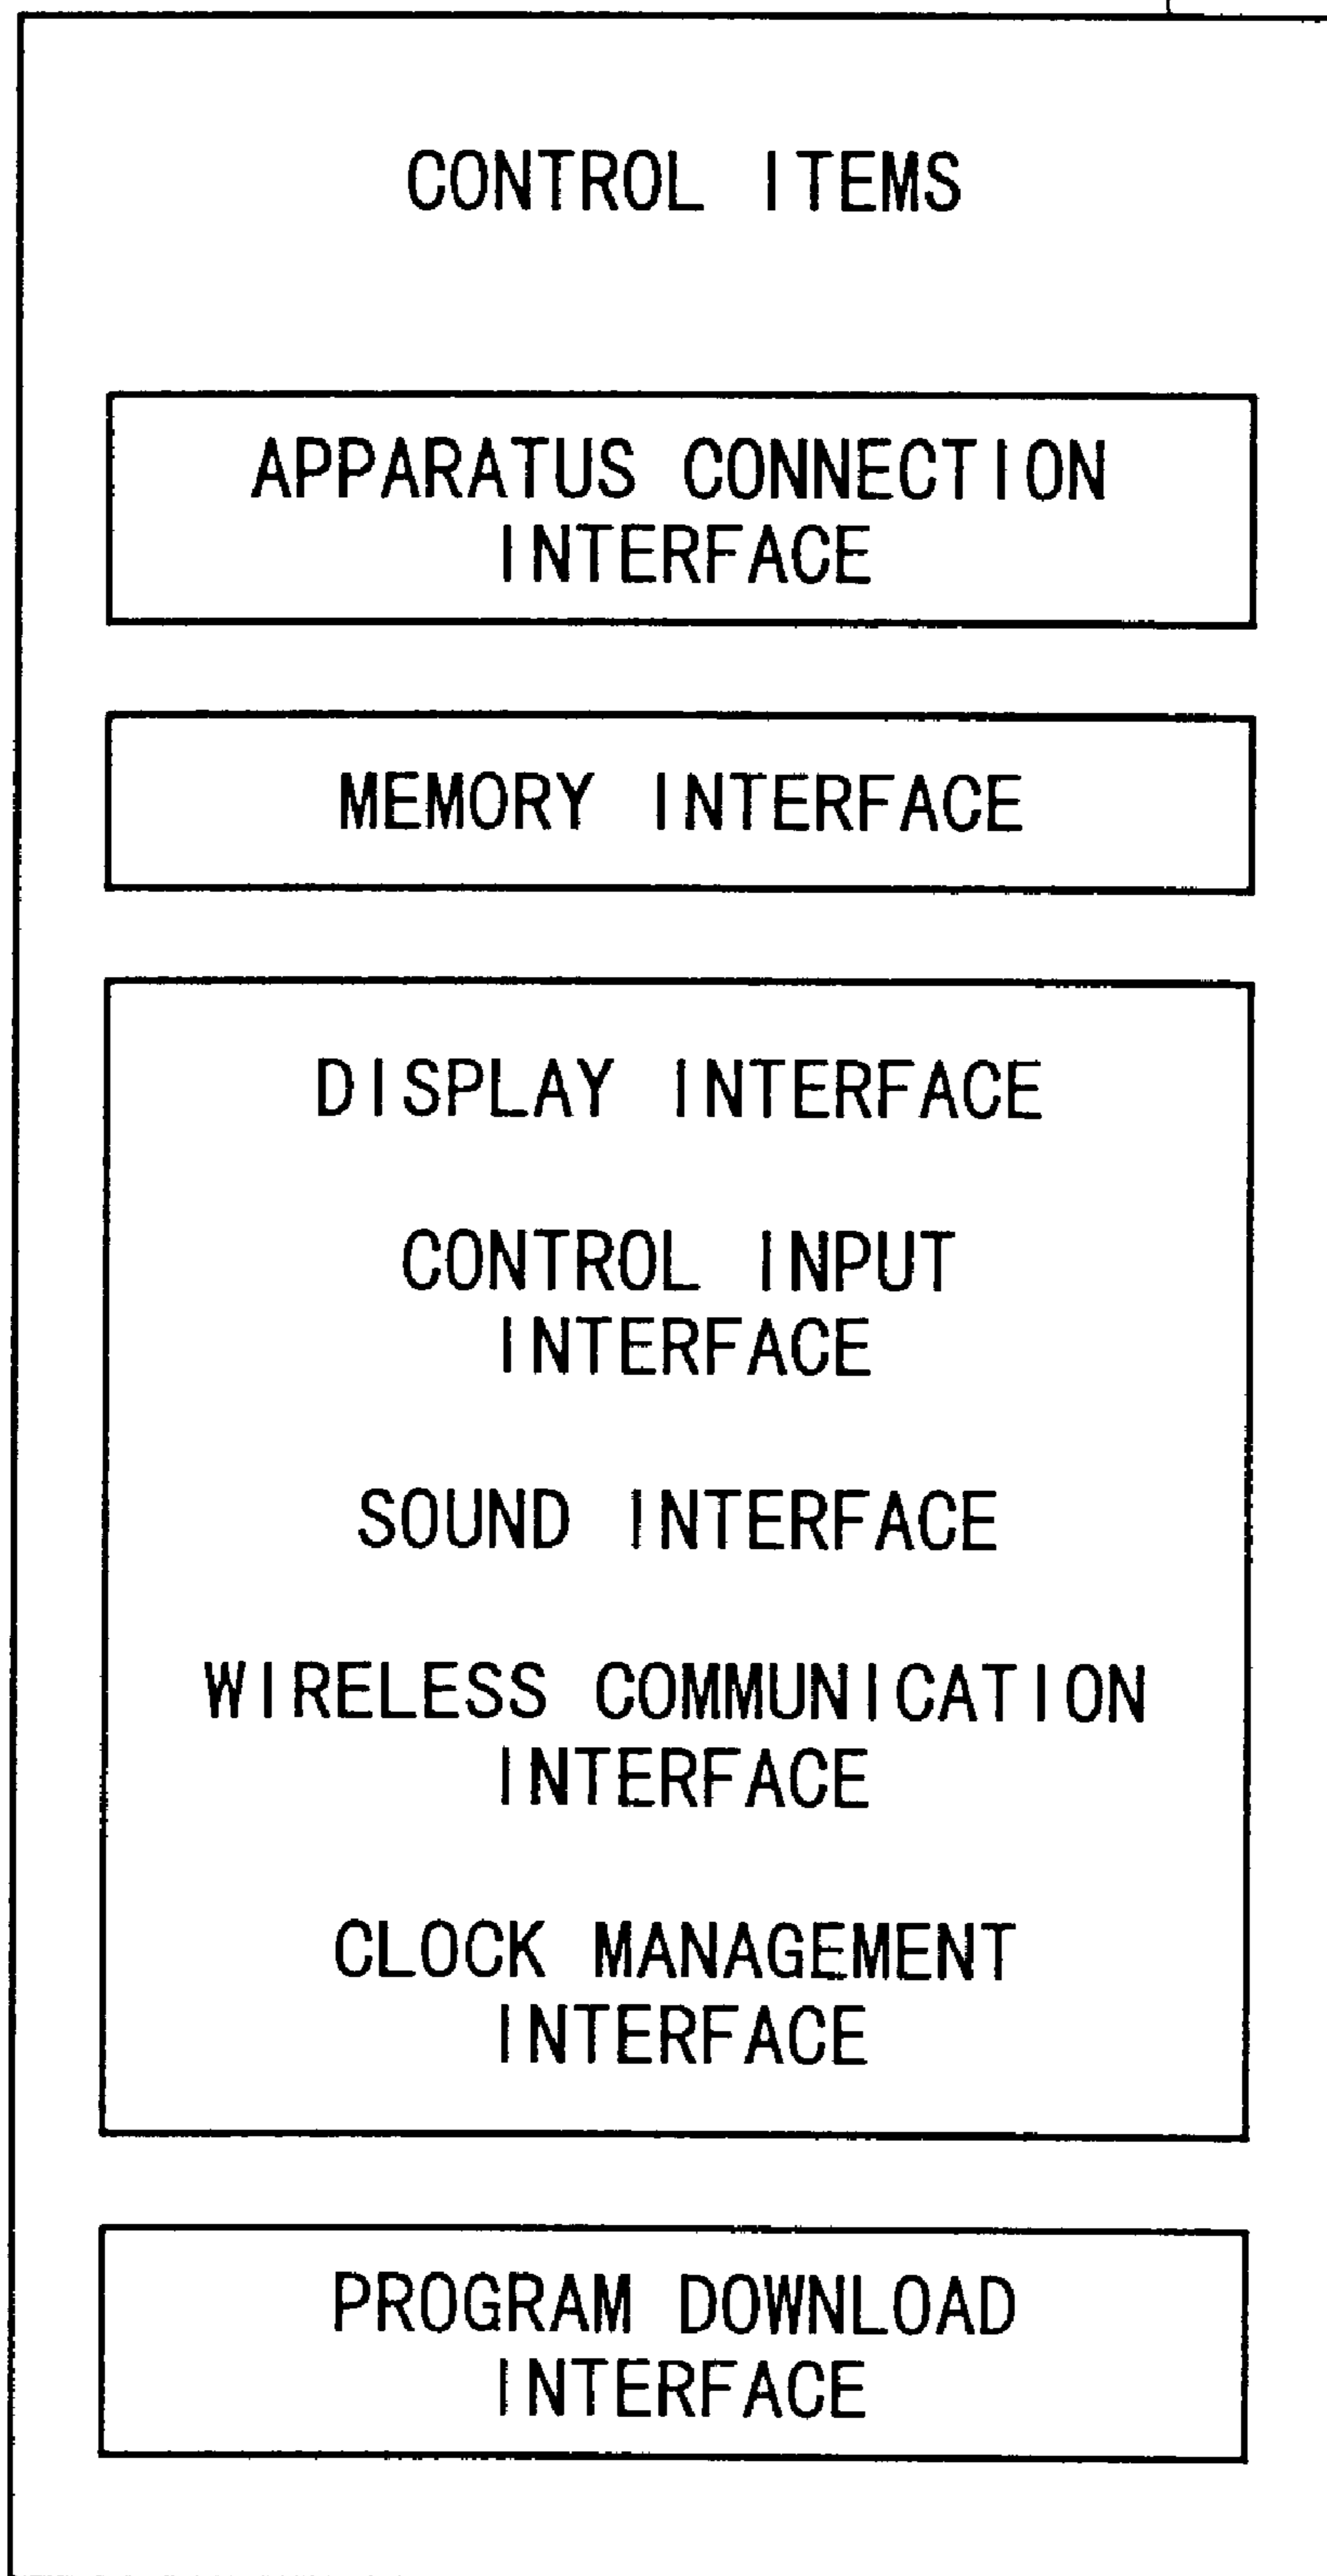 CONTROL ITEMS
APPARATUS CONNECTION
INTERFACE
MEMORY INTERFACE
DISPLAY INTERFACE
CONTROL INPUT
INTERFACE
SOUND INTERFACE
WIRELESS COMMUNICATION
INTERFACE
CLOCK MANAGEMENT
INTERFACE
PROGRAM DOWNLOAD
INTERFACE